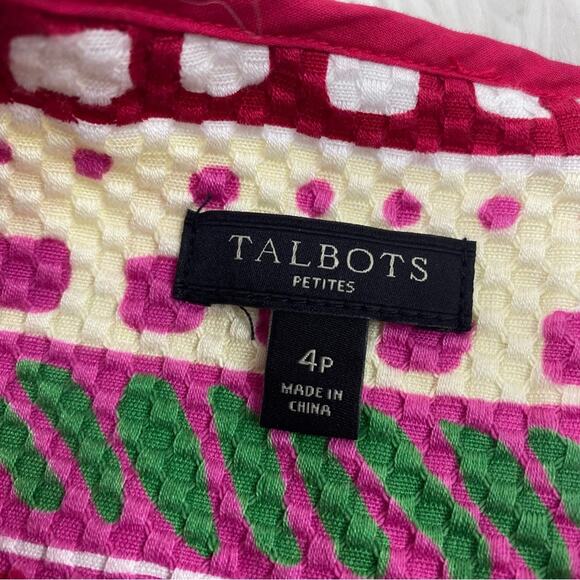 TALBOTS
PETITES
4P
MADE IN
CHINA